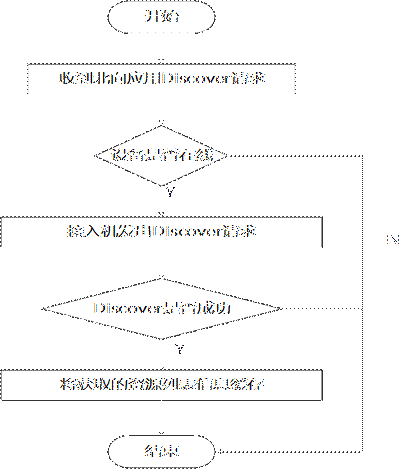 开始
收到北向应用Discover请求
设备是否在线
Y
接入机发出Discover请求
N
Discover是否成功
Y
将获取的资源列表信息缓存
结束